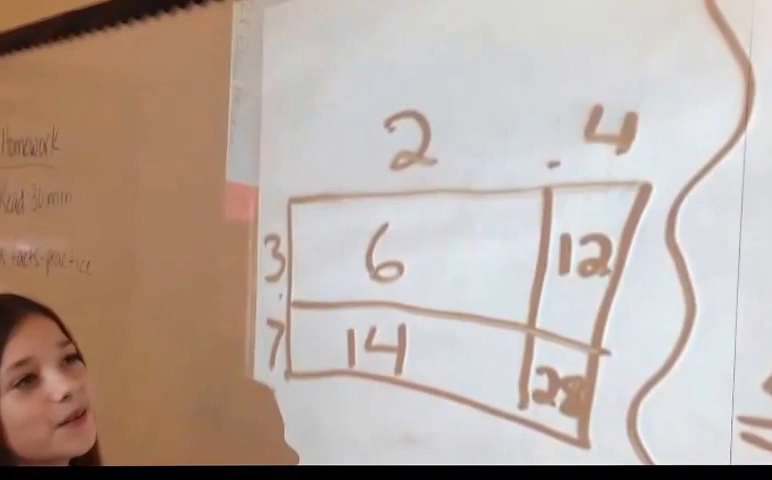 Homework
Read 30 min
facts-practice
2 . 4
3 6 12
.
7 14 28